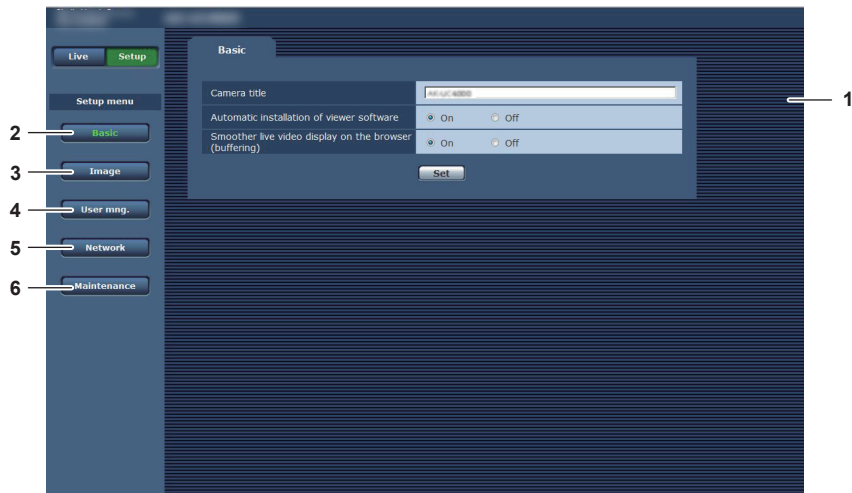 Live Setup
Setup menu
Basic
Image
User mng.
Network
Maintenance
Basic
Camera title
Automatic installation of viewer software On Off
Smoother live video display on the browser
(buffering) On Off
Set
1
2
3
4
5
6